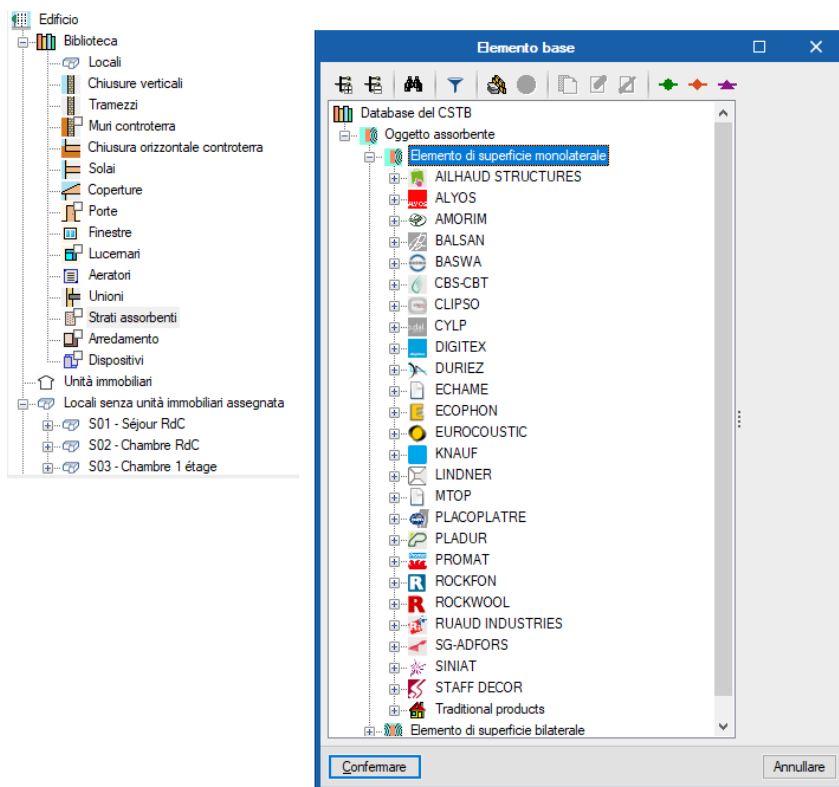 Edificio
Biblioteca
Locali
Chiusure verticali
Tramezzi
Muri controterra
Chiusura orizzontale controterra
Solai
Coperture
Porte
Finestre
Lucernari
Aeratori
Unioni
Strati assorbenti
Arredamento
Dispositivi
Unità immobiliari
Locali senza unità immobiliari assegnata
S01 - Séjour RdC
S02 - Chambre RdC
S03 - Chambre 1 étage
Elemento base
Database del CSTB
Oggetto assorbente
Elemento di superficie monolaterale
AILHAUD STRUCTURES
ALYOS
AMORIM
BALSAN
BASWA
CBS-CBT
CLIPSO
CYLP
DIGITEX
DURIEZ
ECHAME
ECOPHON
EUROCOUSTIC
KNAUF
LINDNER
MTOP
PLACOPLATRE
PLADUR
PROMAT
ROCKFON
ROCKWOOL
RUAUD INDUSTRIES
SG-ADFORS
SINIAT
STAFF DECOR
Traditional products
Elemento di superficie bilaterale
Confermare
Annullare